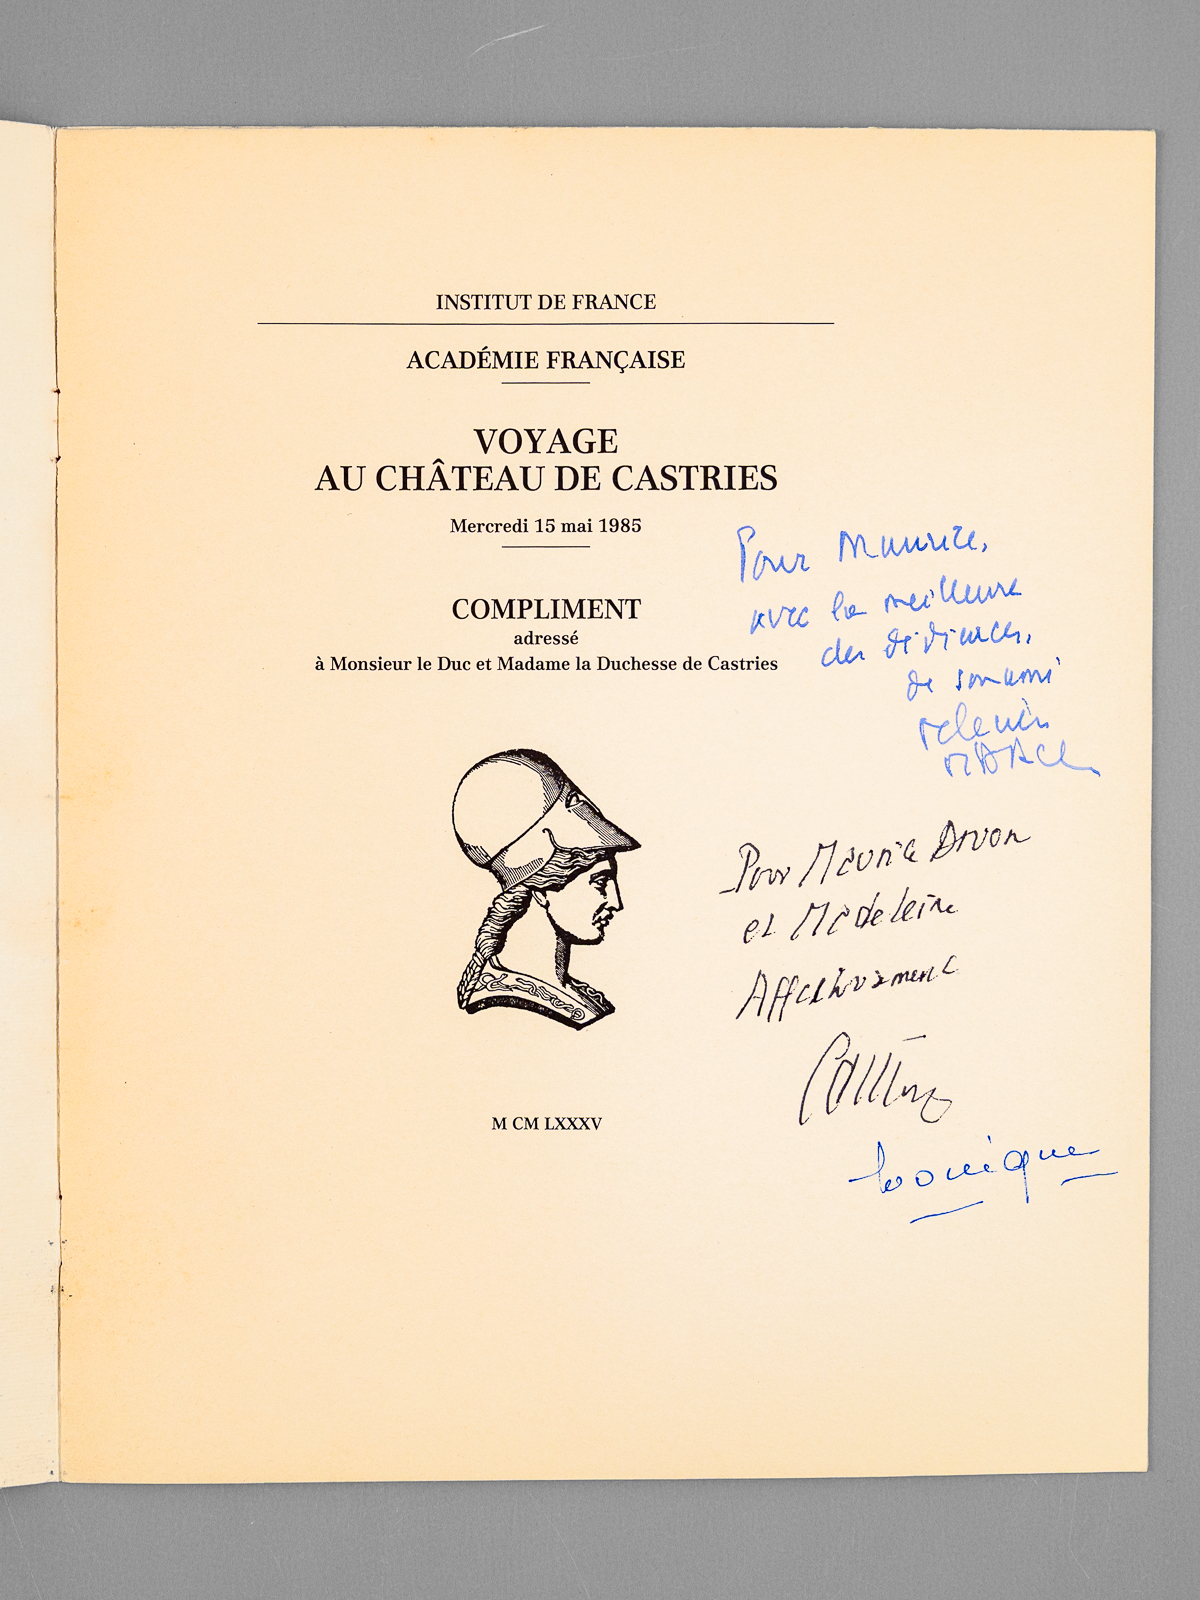 INSTITUT DE FRANCE
ACADÉMIE FRANÇAISE
VOYAGE
AU CHÂTEAU DE CASTRIES
Mercredi 15 mai 1985
COMPLIMENT
adressé
à Monsieur le Duc et Madame la Duchesse de Castries
M CM LXXXV
Pour Maurice,
avec la meilleure
des dédicaces,
de son ami
Pour Maurice Druon
et Madeleine
Affectueusement
Castries